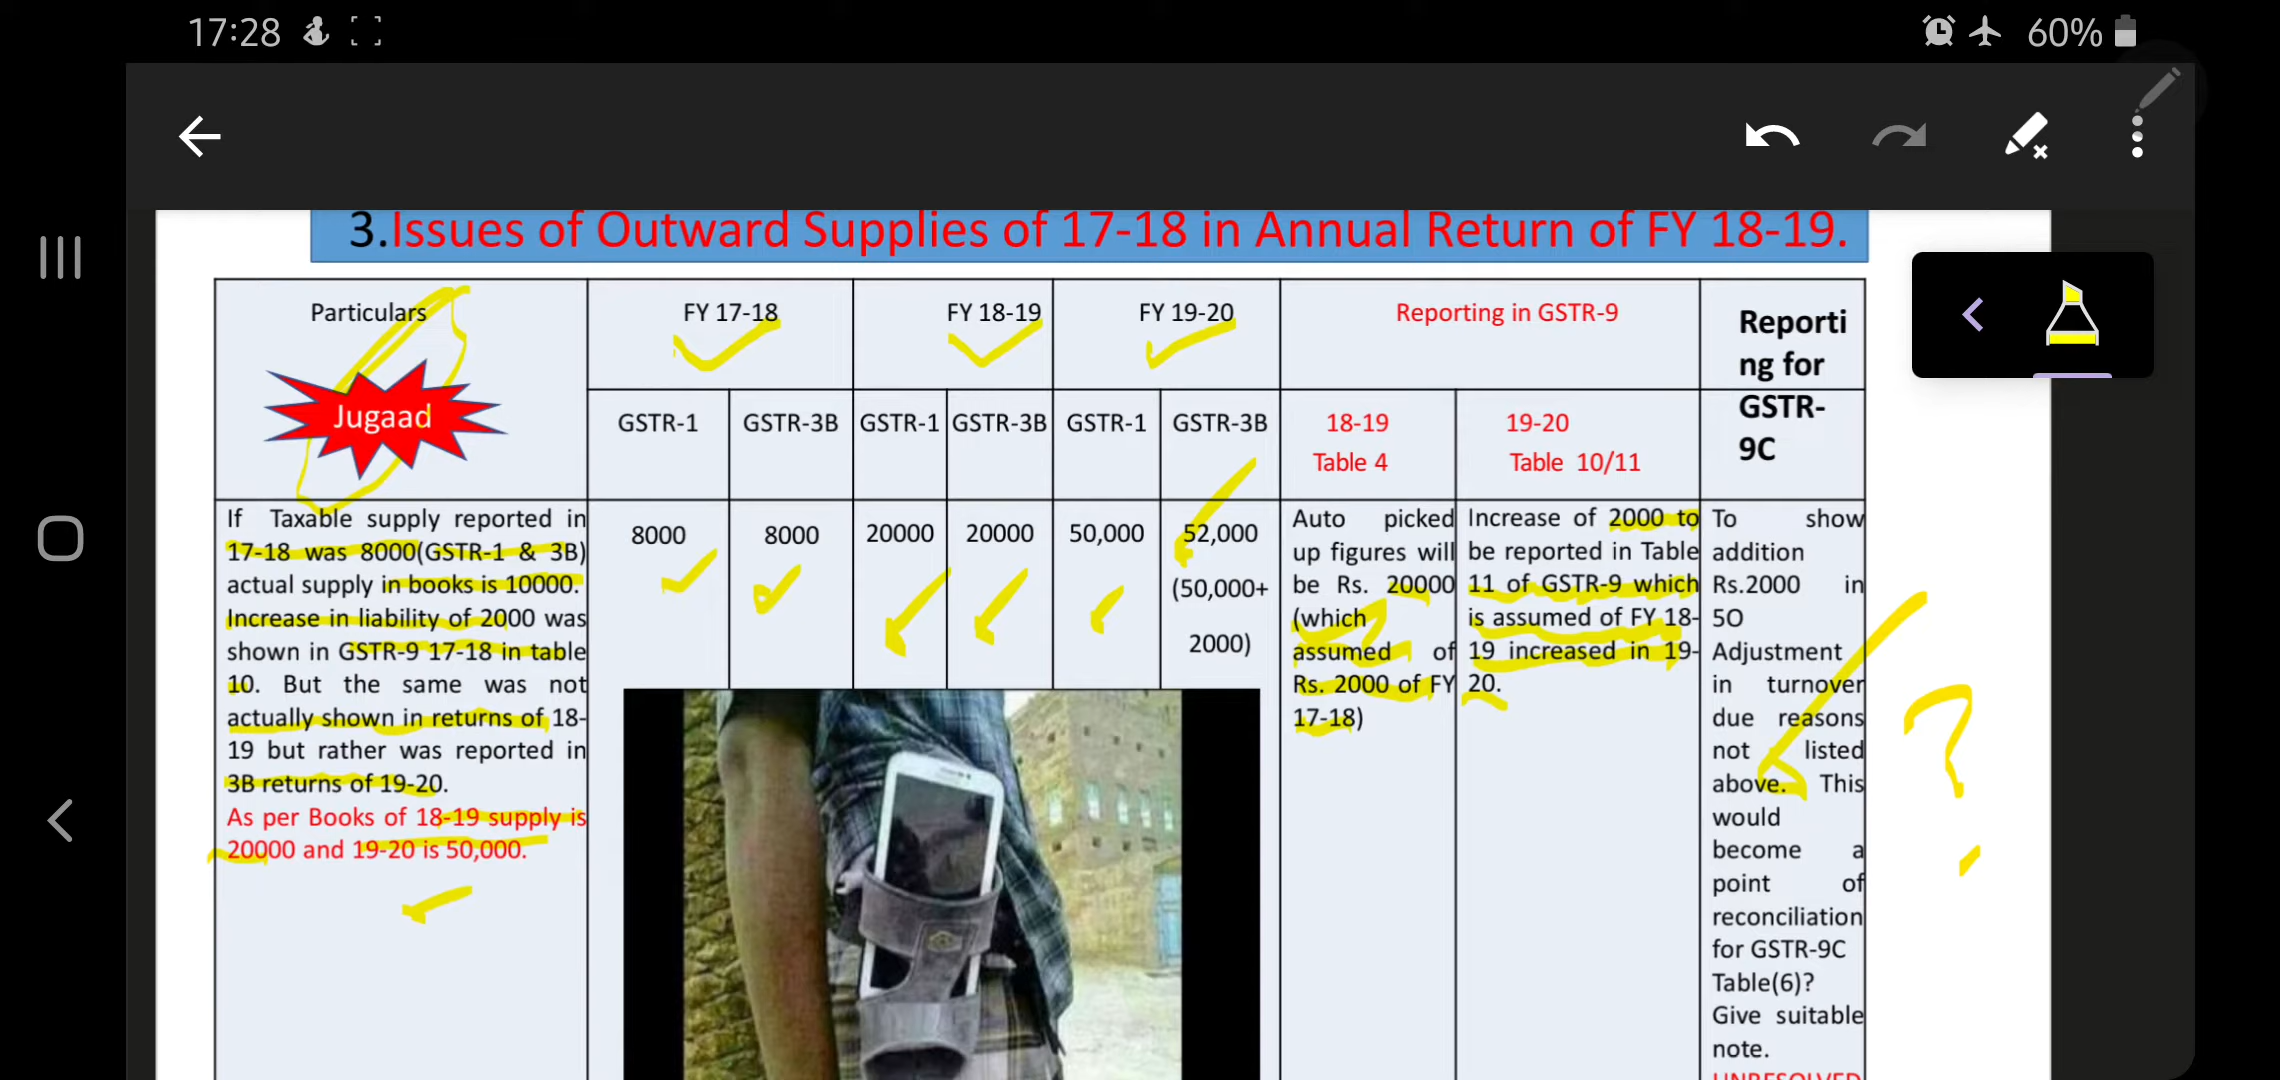 17:28
60%
3.Issues of Outward Supplies of 17-18 in Annual Return of FY 18-19.
Particulars
Jugaad
FY 17-18
FY 18-19
FY 19-20
Reporting in GSTR-9
Reporti
ng for
GSTR-
9C
GSTR-1
GSTR-3B
GSTR-1
GSTR-3B
GSTR-1
GSTR-3B
18-19
Table 4
19-20
Table 10/11
If Taxable supply reported in
17-18 was 8000(GSTR-1 & 3B)
actual supply in books is 10000.
Increase in liability of 2000 was
shown in GSTR-9 17-18 in table
10. But the same was not
actually shown in returns of 18-
19 but rather was reported in
3B returns of 19-20.
As per Books of 18-19 supply is
20000 and 19-20 is 50,000.
8000
8000
20000
20000
50,000
52,000
(50,000+
2000)
Auto picked
up figures will
be Rs. 20000
(which
assumed of
Rs. 2000 of FY
17-18)
Increase of 2000 to
be reported in Table
11 of GSTR-9 which
is assumed of FY 18-
19 increased in 19-
20.
To show
addition
Rs.2000 in
5O
Adjustment
in turnover
due reasons
not listed
above. This
would
become a
point of
reconciliation
for GSTR-9C
Table(6)?
Give suitable
note.
UNRESOLVED
?